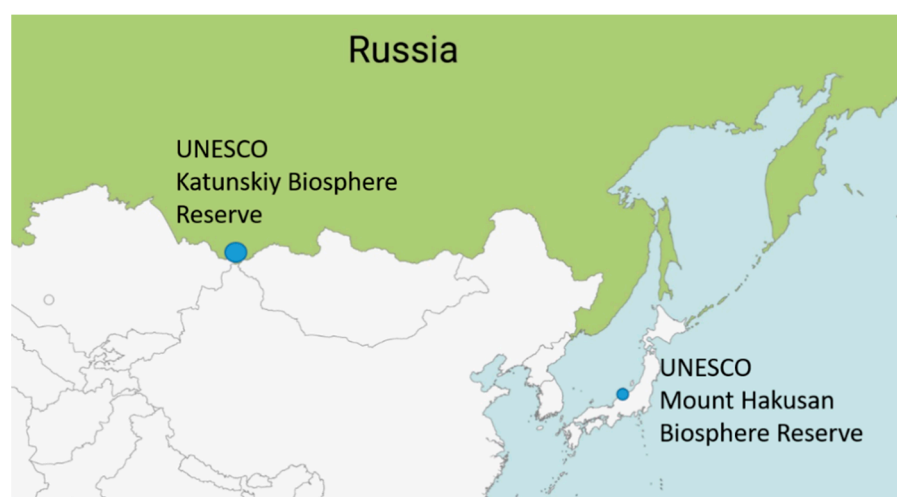 Russia
UNESCO
Katunskiy Biosphere
Reserve
UNESCO
Mount Hakusan
Biosphere Reserve